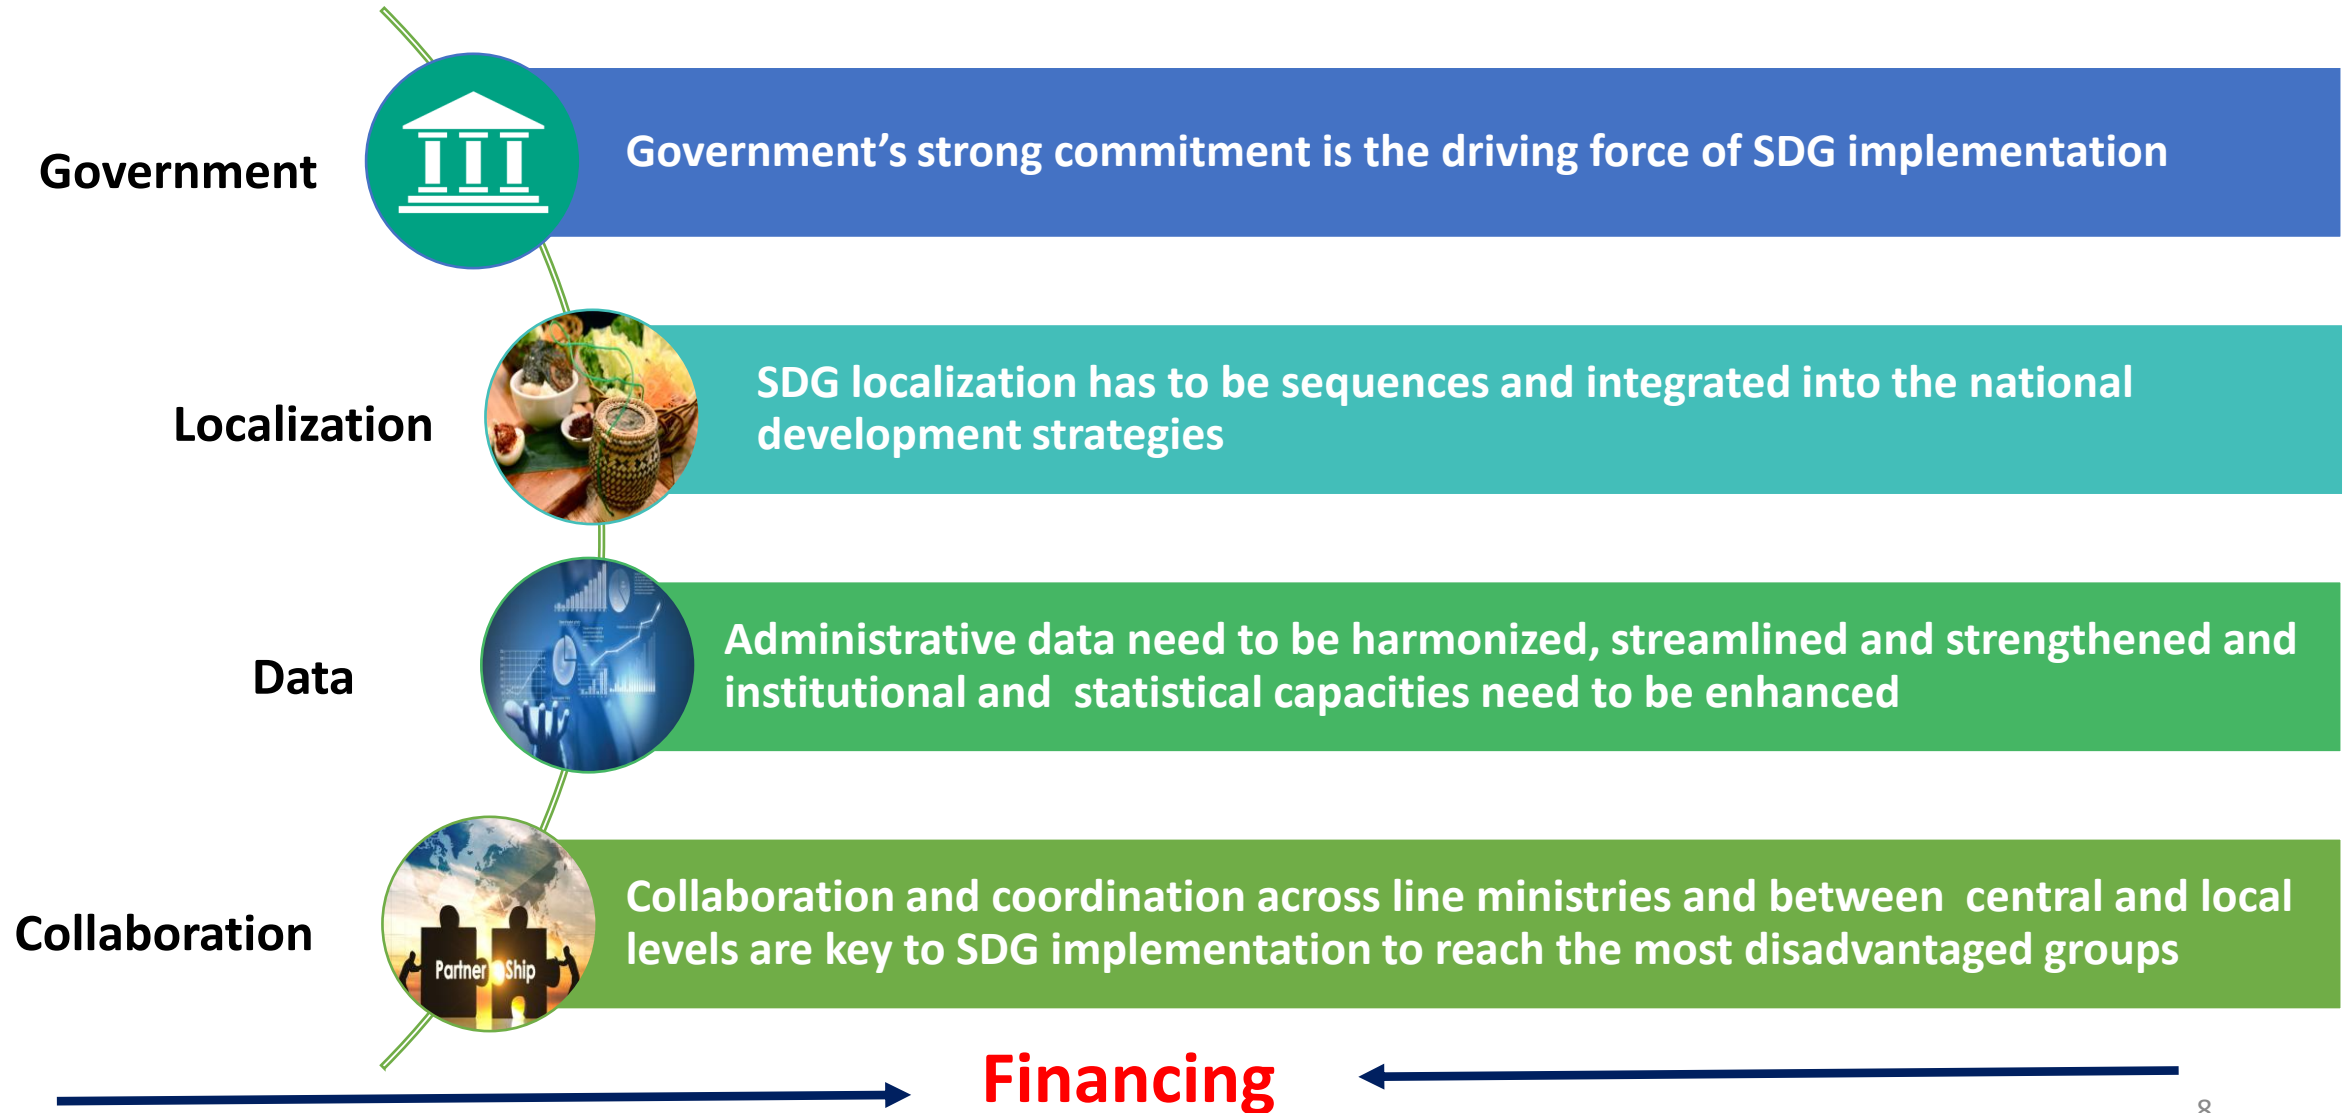 Government
Government’s strong commitment is the driving force of SDG implementation
Localization
SDG localization has to be sequences and integrated into the national
development strategies
Data
Administrative data need to be harmonized, streamlined and strengthened and
institutional and  statistical capacities need to be enhanced
Collaboration
Partner Ship
Collaboration and coordination across line ministries and between  central and local
levels are key to SDG implementation to reach the most disadvantaged groups
Financing
8